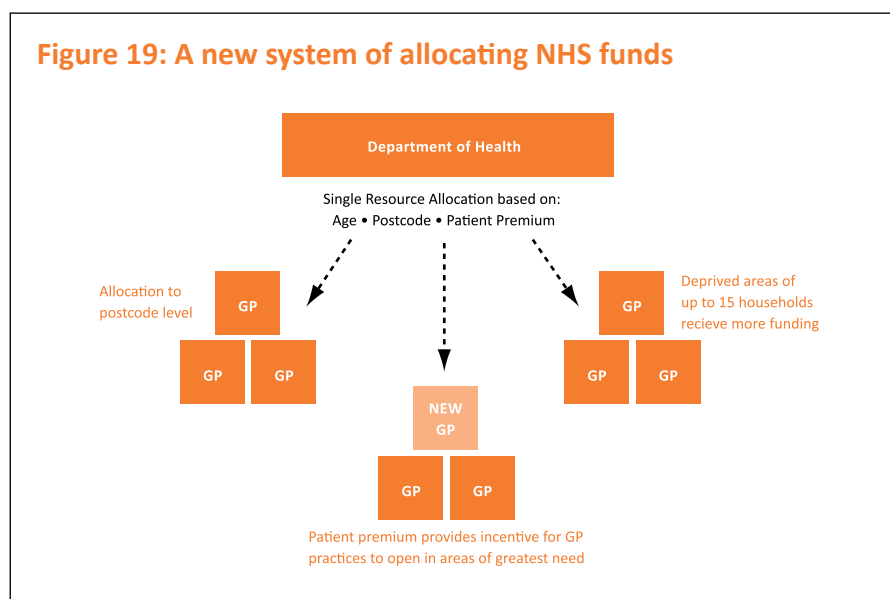 Figure 19: A new system of allocating NHS funds
Department of Health
Single Resource Allocation based on:
Age • Postcode • Patient Premium
Allocation to
postcode level
GP
GP
GP
Deprived areas of
up to 15 households
recieve more funding
GP
GP
GP
NEW
GP
GP
GP
Patient premium provides incentive for GP
practices to open in areas of greatest need